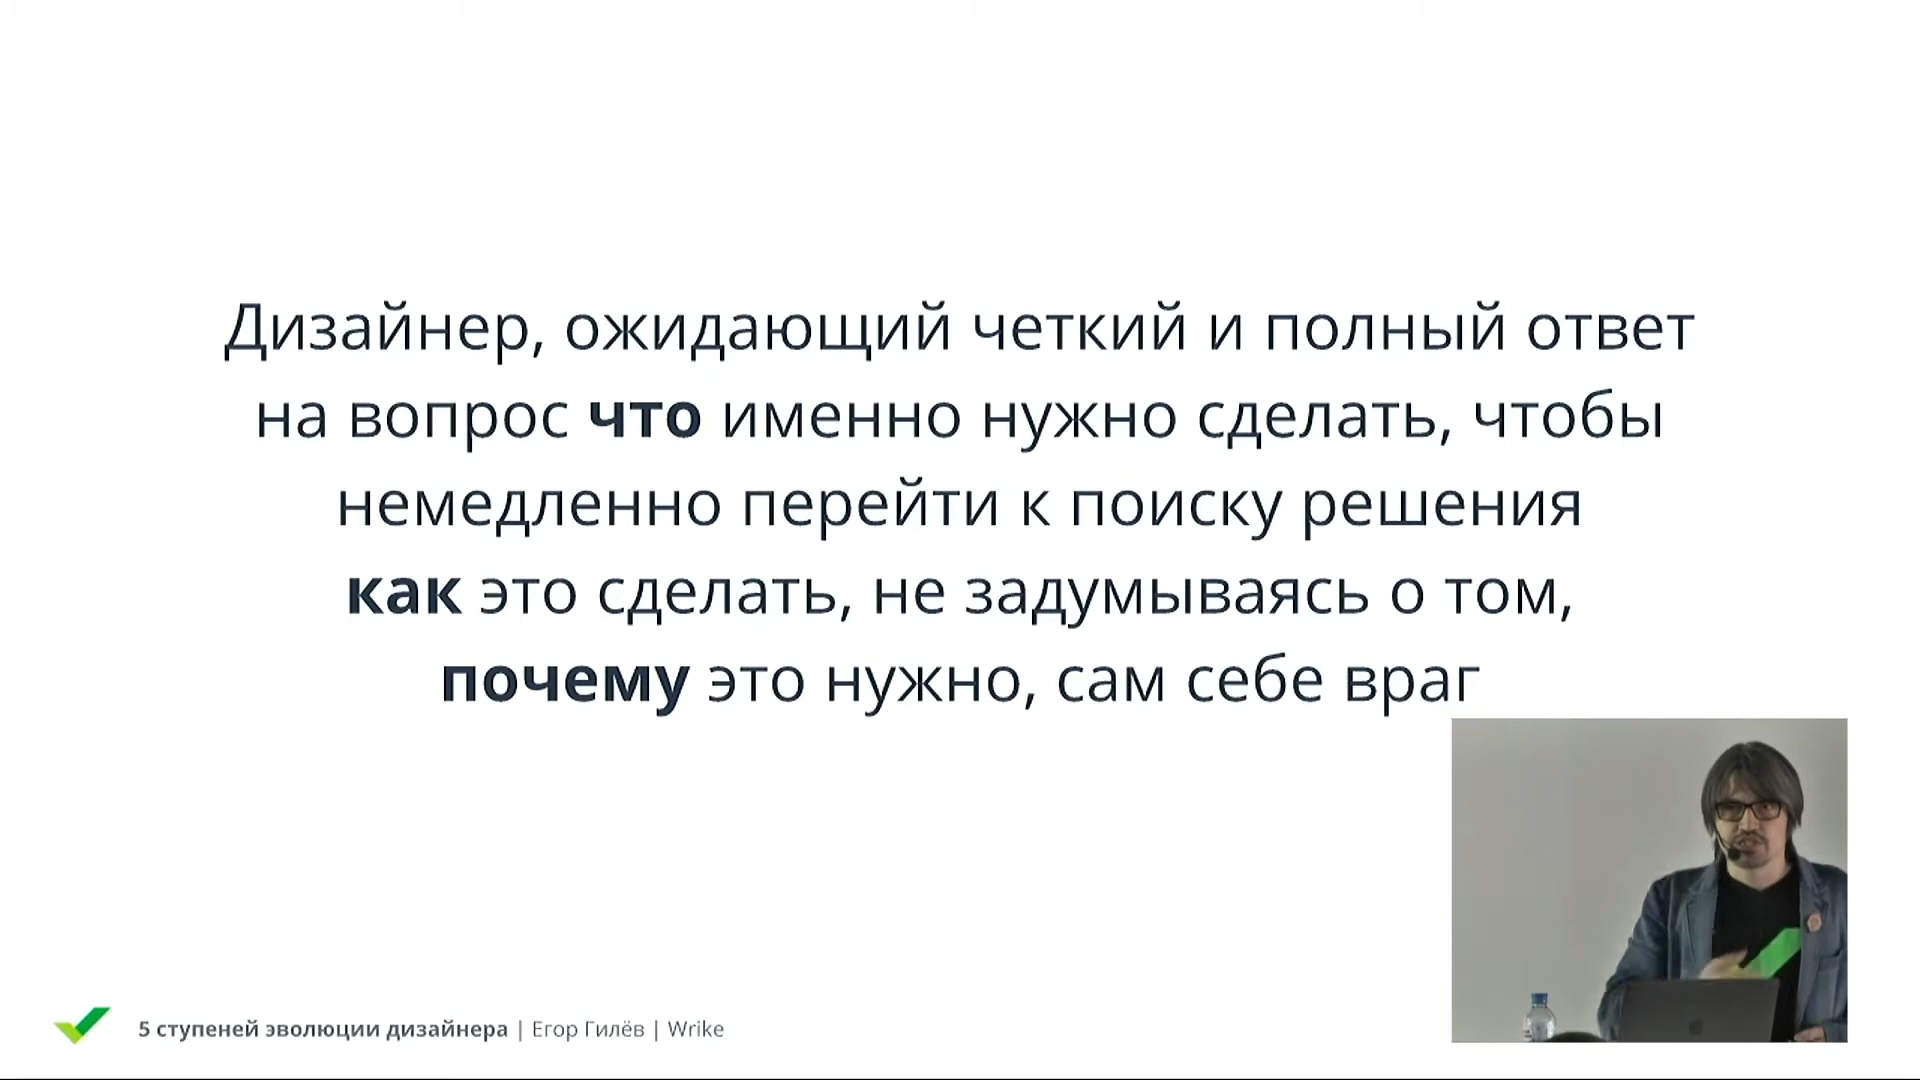 Дизайнер, ожидающий четкий и полный ответ
на вопрос что именно нужно сделать, чтобы
немедленно перейти к поиску решения
как это сделать, не задумываясь о том,
почему это нужно, сам себе враг
5 ступеней эволюции дизайнера | Егор Гилёв | Wrike